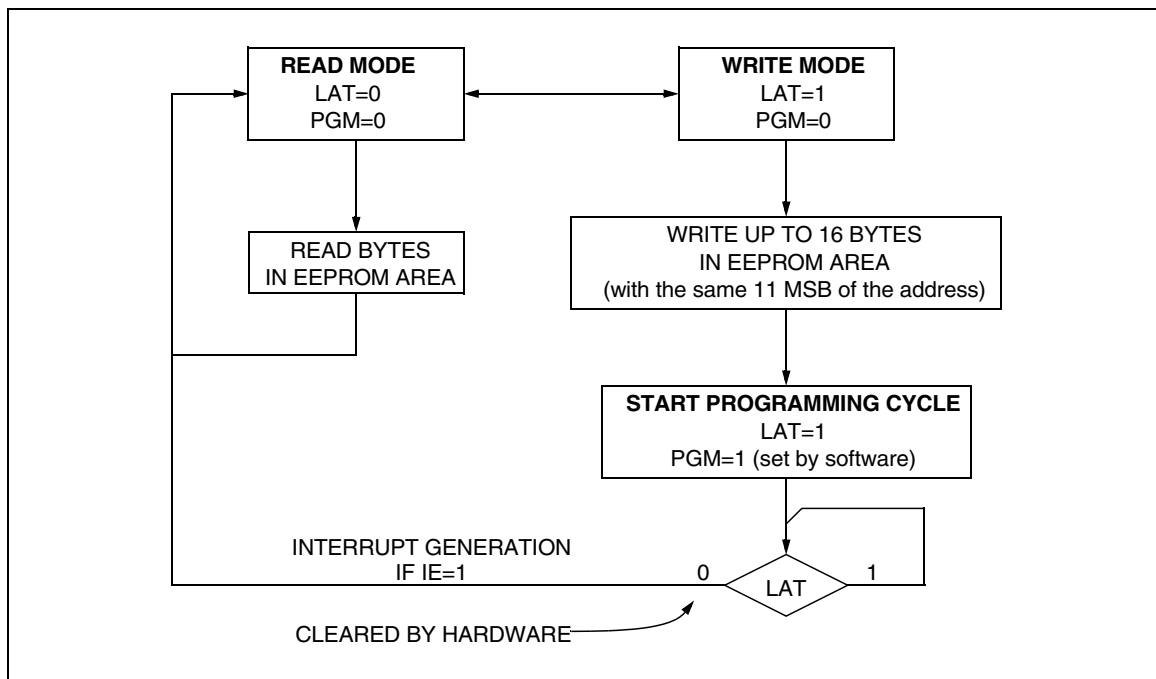 READ MODE
LAT=0
PGM=0
WRITE MODE
LAT=1
PGM=0
READ BYTES
IN EEPROM AREA
WRITE UP TO 16 BYTES
IN EEPROM AREA
(with the same 11 MSB of the address)
START PROGRAMMING CYCLE
LAT=1
PGM=1 (set by software)
INTERRUPT GENERATION
IF IE=1
0
LAT
1
CLEARED BY HARDWARE